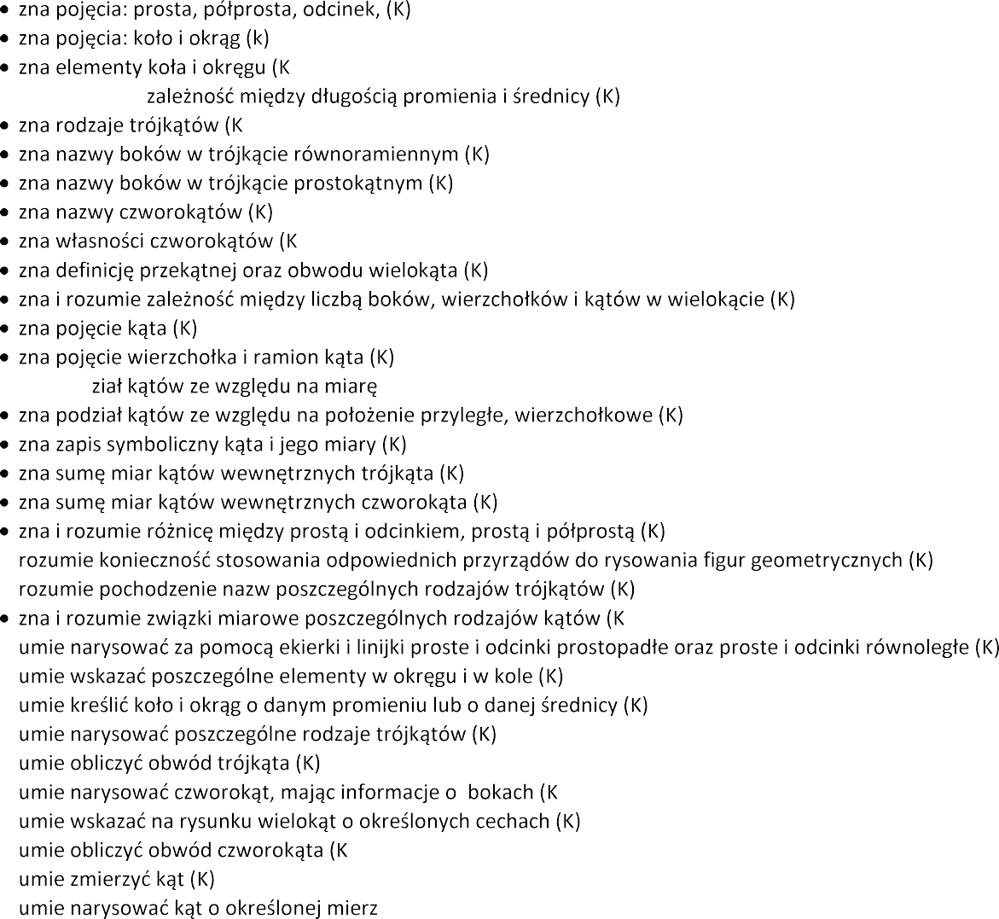 • zna pojęcia: prosta, półprosta, odcinek, (K)
• zna pojęcia: koło i okrąg (k)
• zna elementy koła i okręgu (K
zależność między długością promienia i średnicy (K)
• zna rodzaje trójkątów (K
• zna nazwy boków w trójkącie równoramiennym (K)
• zna nazwy boków w trójkącie prostokątnym (K)
• zna nazwy czworokątów (K)
• zna własności czworokątów (K
• zna definicję przekątnej oraz obwodu wielokąta (K)
• zna i rozumie zależność między liczbą boków, wierzchołków i kątów w wielokącie (K)
• zna pojęcie kąta (K)
• zna pojęcie wierzchołka i ramion kąta (K)
ział kątów ze względu na miarę
• zna podział kątów ze względu na położenie przyległe, wierzchołkowe (K)
• zna zapis symboliczny kąta i jego miary (K)
• zna sumę miar kątów wewnętrznych trójkąta (K)
• zna sumę miar kątów wewnętrznych czworokąta (K)
• zna i rozumie różnicę między prostą i odcinkiem, prostą i półprostą (K)
rozumie konieczność stosowania odpowiednich przyrządów do rysowania figur geometrycznych (K)
rozumie pochodzenie nazw poszczególnych rodzajów trójkątów (K)
• zna i rozumie związki miarowe poszczególnych rodzajów kątów (K
umie narysować za pomocą ekierki i linijki proste i odcinki prostopadłe oraz proste i odcinki równoległe (K)
umie wskazać poszczególne elementy w okręgu i w kole (K)
umie kreślić koło i okrąg o danym promieniu lub o danej średnicy (K)
umie narysować poszczególne rodzaje trójkątów (K)
umie obliczyć obwód trójkąta (K)
umie narysować czworokąt, mając informacje o  bokach (K
umie wskazać na rysunku wielokąt o określonych cechach (K)
umie obliczyć obwód czworokąta (K
umie zmierzyć kąt (K)
umie narysować kąt o określonej mierz